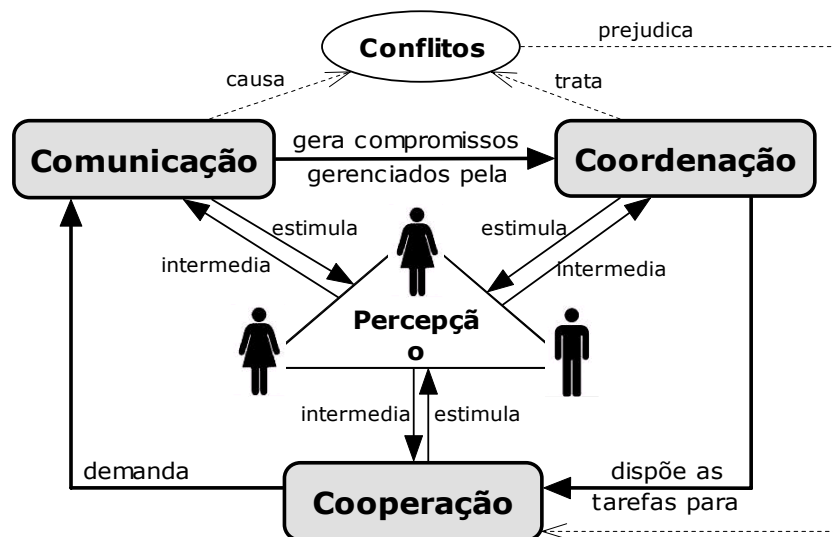 Conflitos
prejudica
causa
trata
Comunicação
gera compromissos
gerenciados pela
Coordenação
estimula
estimula
intermedia
intermedia
Percepçã
o
intermedia
estimula
demanda
dispõe as
tarefas para
Cooperação